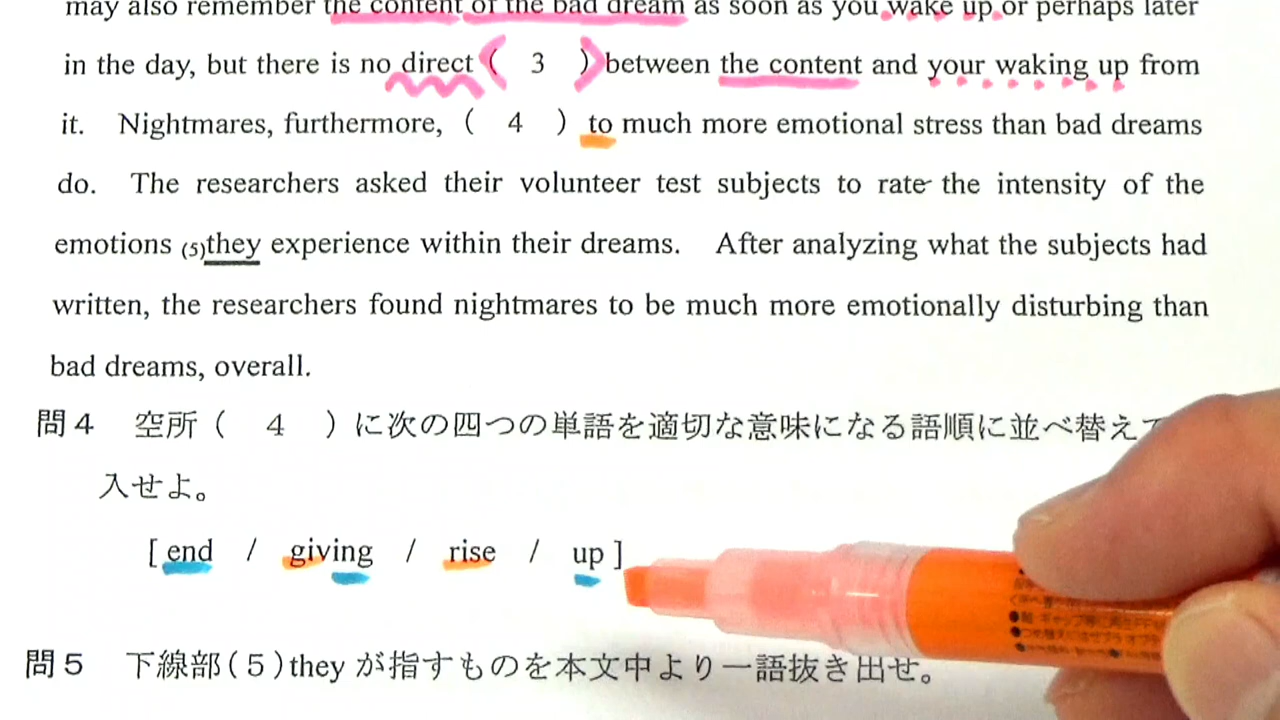 may also remember the content of the bad dream as soon as you wake up or perhaps later
in the day, but there is no direct ( 3 ) between the content and your waking up from
it. Nightmares, furthermore, ( 4 ) to much more emotional stress than bad dreams
do. The researchers asked their volunteer test subjects to rate the intensity of the
emotions (5)they experience within their dreams. After analyzing what the subjects had
written, the researchers found nightmares to be much more emotionally disturbing than
bad dreams, overall.
問4 空所( 4 )に次の四つの単語を適切な意味になる語順に並べ替えて
入せよ。
[ end / giving / rise / up ]
問5 下線部(5)they が指すものを本文中より一語抜き出せ。